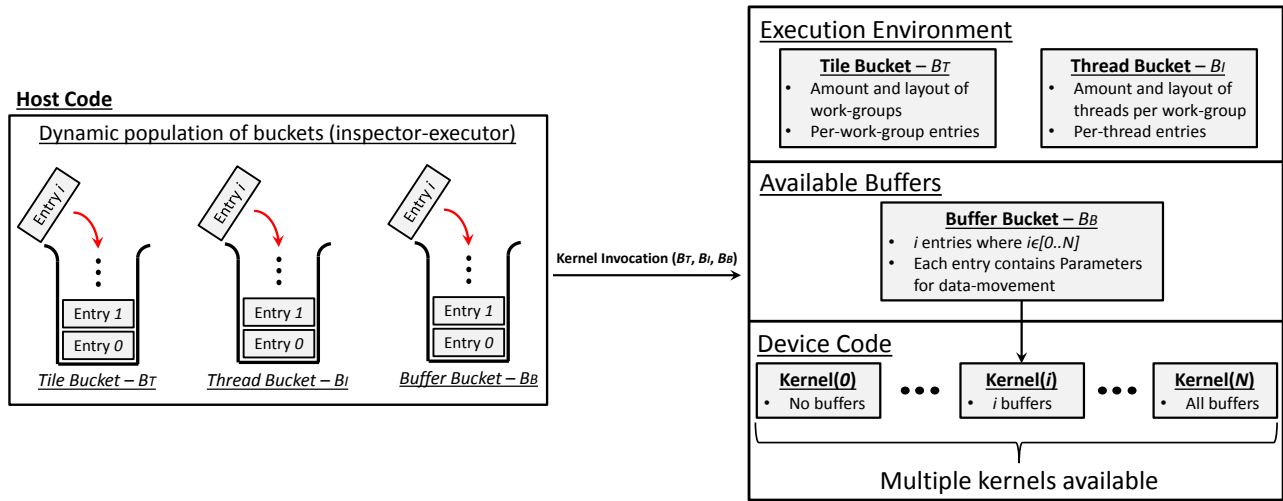 Host Code
Dynamic population of buckets (inspector-executor)
Entry i
Entry i
Entry i
Entry 1
Entry 0
Entry 1
Entry 0
Entry 1
Entry 0
Tile Bucket – BT
Thread Bucket – BI
Buffer Bucket – BB
Kernel Invocation (BT, BI, BB)
Execution Environment
Tile Bucket – BT
• Amount and layout of
work-groups
• Per-work-group entries
Thread Bucket – BI
• Amount and layout of
threads per work-group
• Per-thread entries
Available Buffers
Buffer Bucket – BB
• i entries where iϵ[0..N]
• Each entry contains Parameters
for data-movement
Device Code
Kernel(0)
• No buffers
Kernel(i)
• i buffers
Kernel(N)
• All buffers
Multiple kernels available